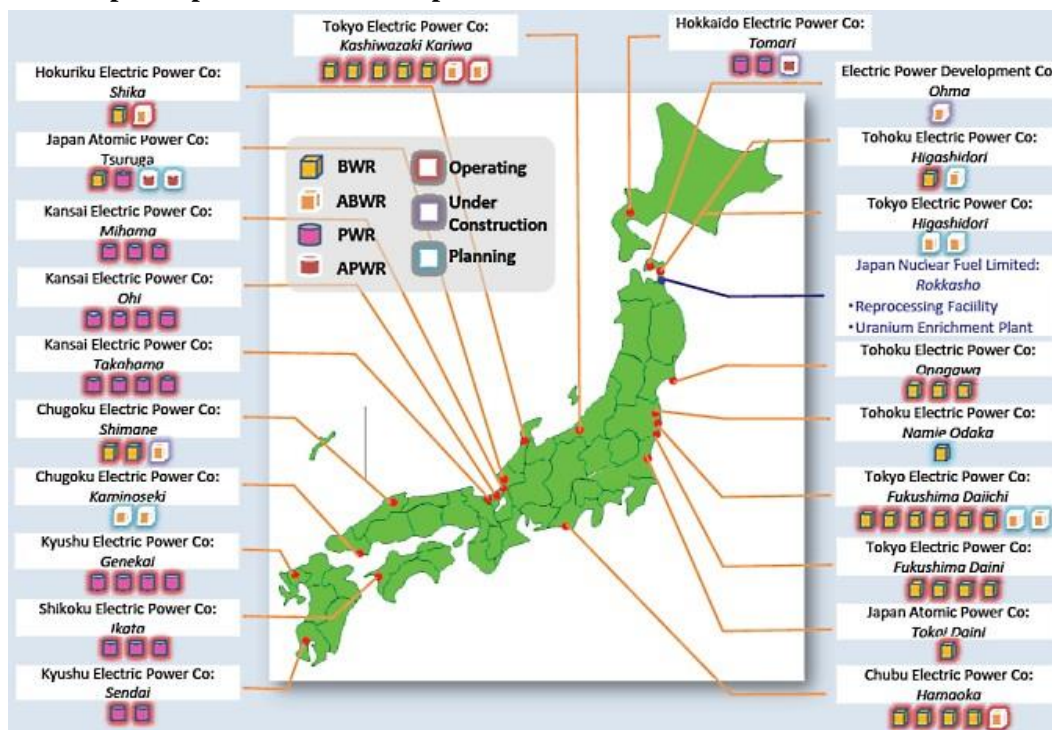 Tokyo Electric Power Co:
Kashiwazaki Kariwa
Hokkaido Electric Power Co:
Tomari
Hokuriku Electric Power Co:
Shika
Japan Atomic Power Co:
Tsuruga
Kansai Electric Power Co:
Mihama
Kansai Electric Power Co:
Ohi
Kansai Electric Power Co:
Takahama
Chugoku Electric Power Co:
Shimane
Chugoku Electric Power Co:
Kaminoseki
Kyushu Electric Power Co:
Genekai
Shikoku Electric Power Co:
Ikata
Kyushu Electric Power Co:
Sendai
BWR
ABWR
PWR
APWR
Operating
Under
Construction
Planning
Electric Power Development Co
Ohma
Tohoku Electric Power Co:
Higashidori
Tokyo Electric Power Co:
Higashidori
Japan Nuclear Fuel Limited:
Rokkasho
•Reprocessing Faciility
•Uranium Enrichment Plant
Tohoku Electric Power Co:
Onagawa
Tohoku Electric Power Co:
Namie Odaka
Tokyo Electric Power Co:
Fukushima Daiichi
Tokyo Electric Power Co:
Fukushima Daini
Japan Atomic Power Co:
Tokai Daini
Chubu Electric Power Co:
Hamaoka